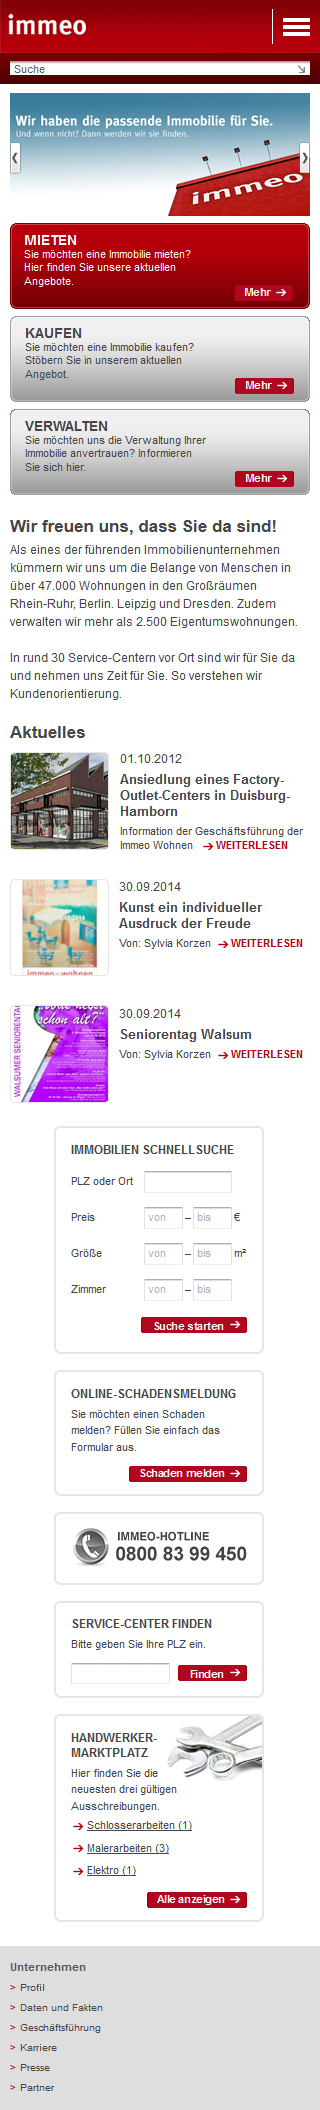 immeo
Suche
Wir haben die passende Immobilie für Sie.
Und wenn nicht? Dann werden wir sie finden.
immeo
MIETEN
Sie möchten eine Immobilie mieten?
Hier finden Sie unsere aktuellen
Angebote.
Mehr
KAUFEN
Sie möchten eine Immobilie kaufen?
Stöbern Sie in unserem aktuellen
Angebot.
Mehr
VERWALTEN
Sie möchten uns die Verwaltung Ihrer
Immobilie anvertrauen? Informieren
Sie sich hier.
Mehr
Wir freuen uns, dass Sie da sind!
Als eines der führenden Immobilienunternehmen
kümmern wir uns um die Belange von Menschen in
über 47.000 Wohnungen in den Großräumen
Rhein-Ruhr, Berlin. Leipzig und Dresden. Zudem
verwalten wir mehr als 2.500 Eigentumswohnungen.
In rund 30 Service-Centern vor Ort sind wir für Sie da
und nehmen uns Zeit für Sie. So verstehen wir
Kundenorientierung.
Aktuelles
01.10.2012
Ansiedlung eines Factory-
Outlet-Centers in Duisburg-
Hamborn
Information der Geschäftsführung der
Immeo Wohnen WEITERLESEN
30.09.2014
Kunst ein individueller
Ausdruck der Freude
Von: Sylvia Korzen WEITERLESEN
immeo wohnen
30.09.2014
Seniorentag Walsum
Von: Sylvia Korzen WEITERLESEN
schon alt?"
WALSUMER SENIORENTA
IMMOBILIEN SCHNELLSUCHE
PLZ oder Ort
Preis von – bis €
Größe von – bis m²
Zimmer von – bis
Suche starten
ONLINE-SCHADENSMELDUNG
Sie möchten einen Schaden
melden? Füllen Sie einfach das
Formular aus.
Schaden melden
IMMEO-HOTLINE
0800 83 99 450
SERVICE-CENTER FINDEN
Bitte geben Sie Ihre PLZ ein.
Finden
HANDWERKER-
MARKTPLATZ
Hier finden Sie die
neuesten drei gültigen
Ausschreibungen.
Schlosserarbeiten (1)
Malerarbeiten (3)
Elektro (1)
Alle anzeigen
Unternehmen
> Profil
> Daten und Fakten
> Geschäftsführung
> Karriere
> Presse
> Partner